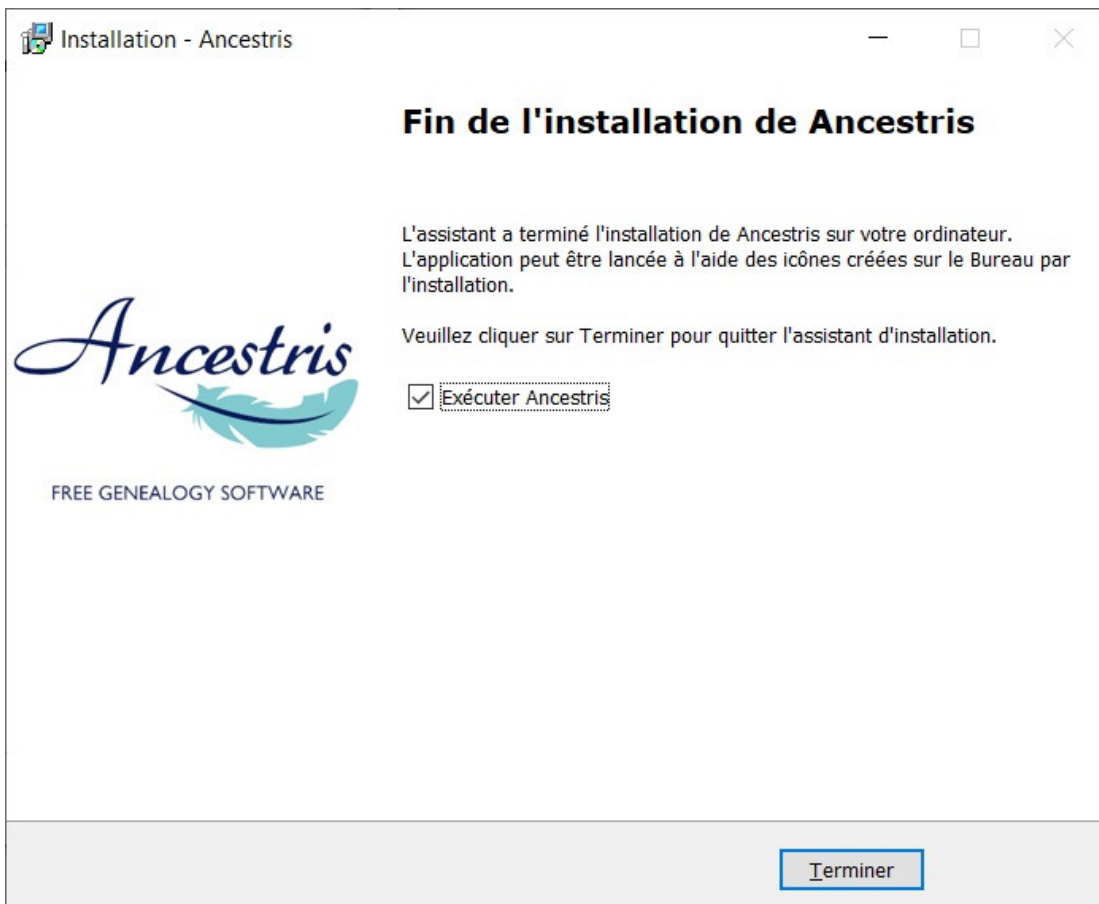 Installation - Ancestris
Fin de l'installation de Ancestris
L'assistant a terminé l'installation de Ancestris sur votre ordinateur.
L'application peut être lancée à l'aide des icônes créées sur le Bureau par
l'installation.
Veuillez cliquer sur Terminer pour quitter l'assistant d'installation.
Exécuter Ancestris
Ancestris
FREE GENEALOGY SOFTWARE
Terminer